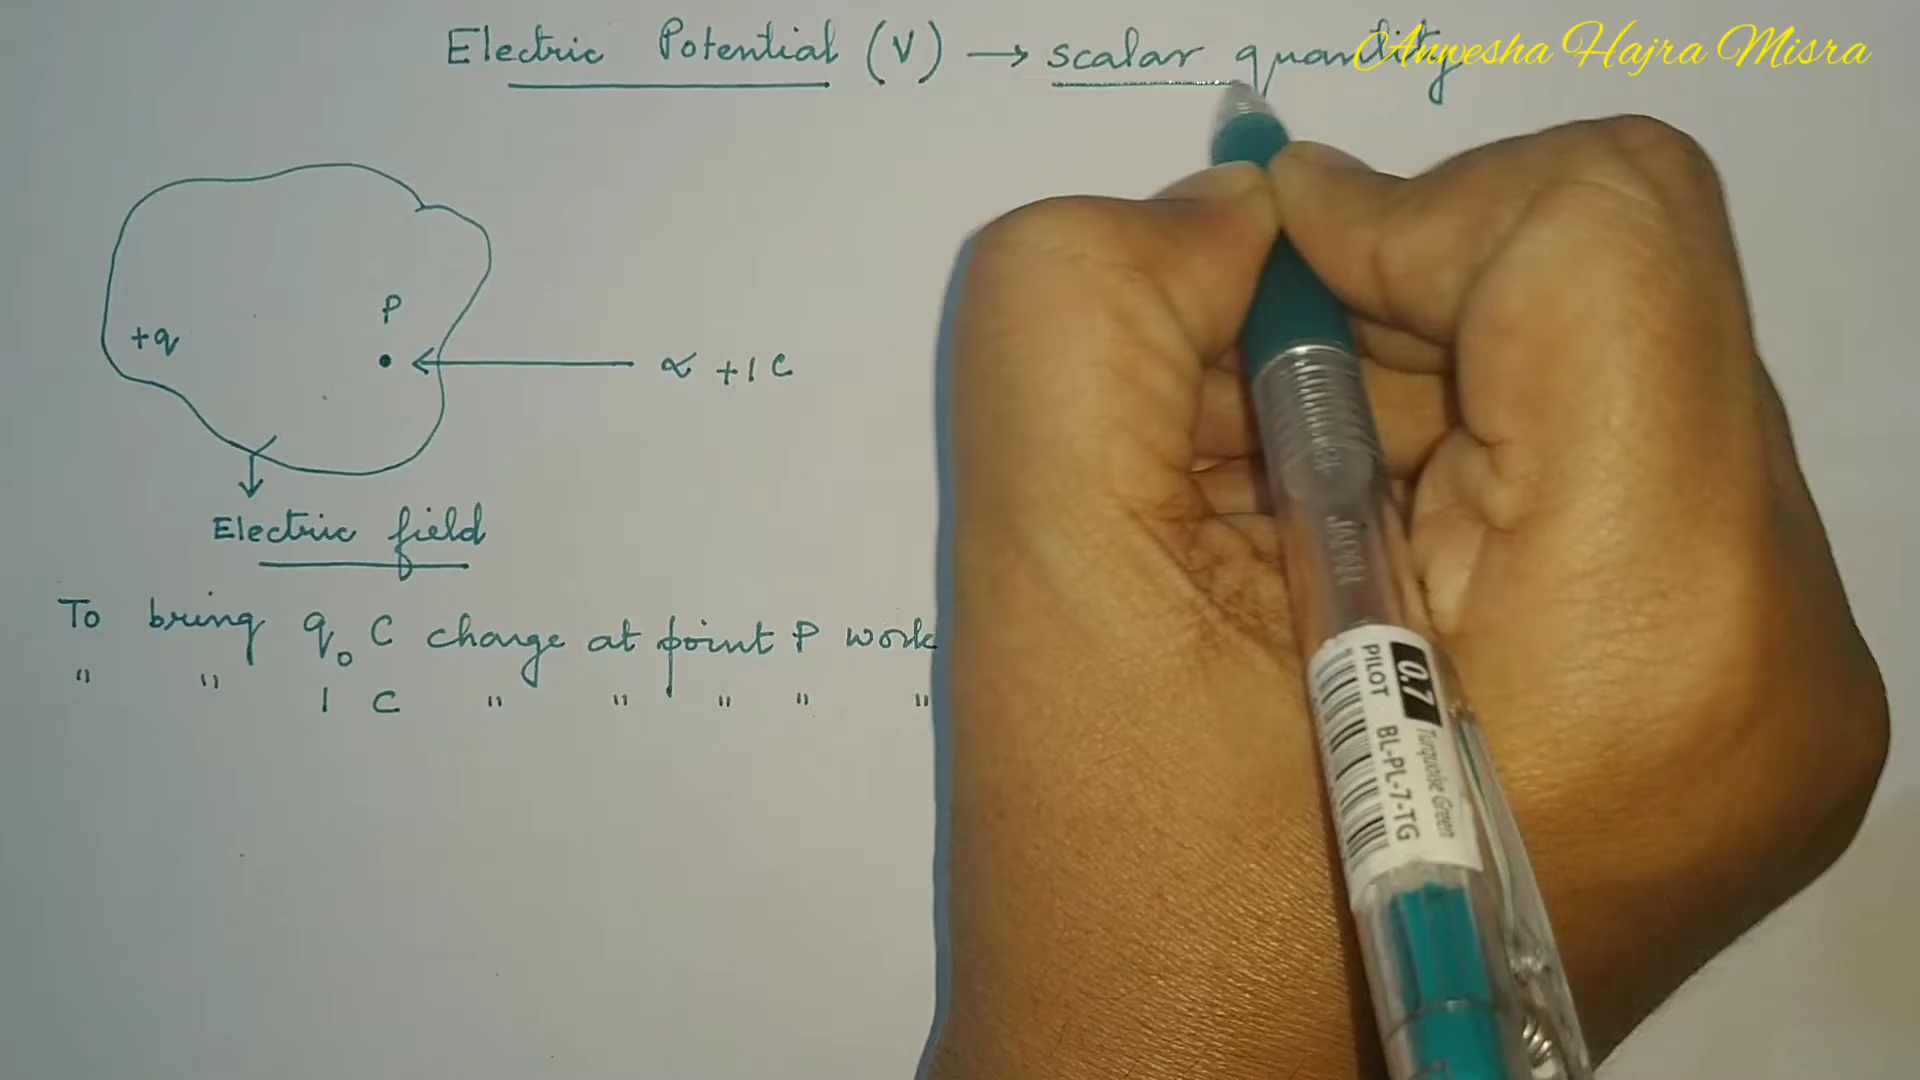 Electric Potential (V) → scalar quantity
Anwesha Hajra Misra
P
+q
∝ +1 C
Electric field
To bring q₀ C charge at point P work
" " 1 C " " " " "
JAPAN
0.7 Turquoise Green
PILOT BL-PL-7-TG